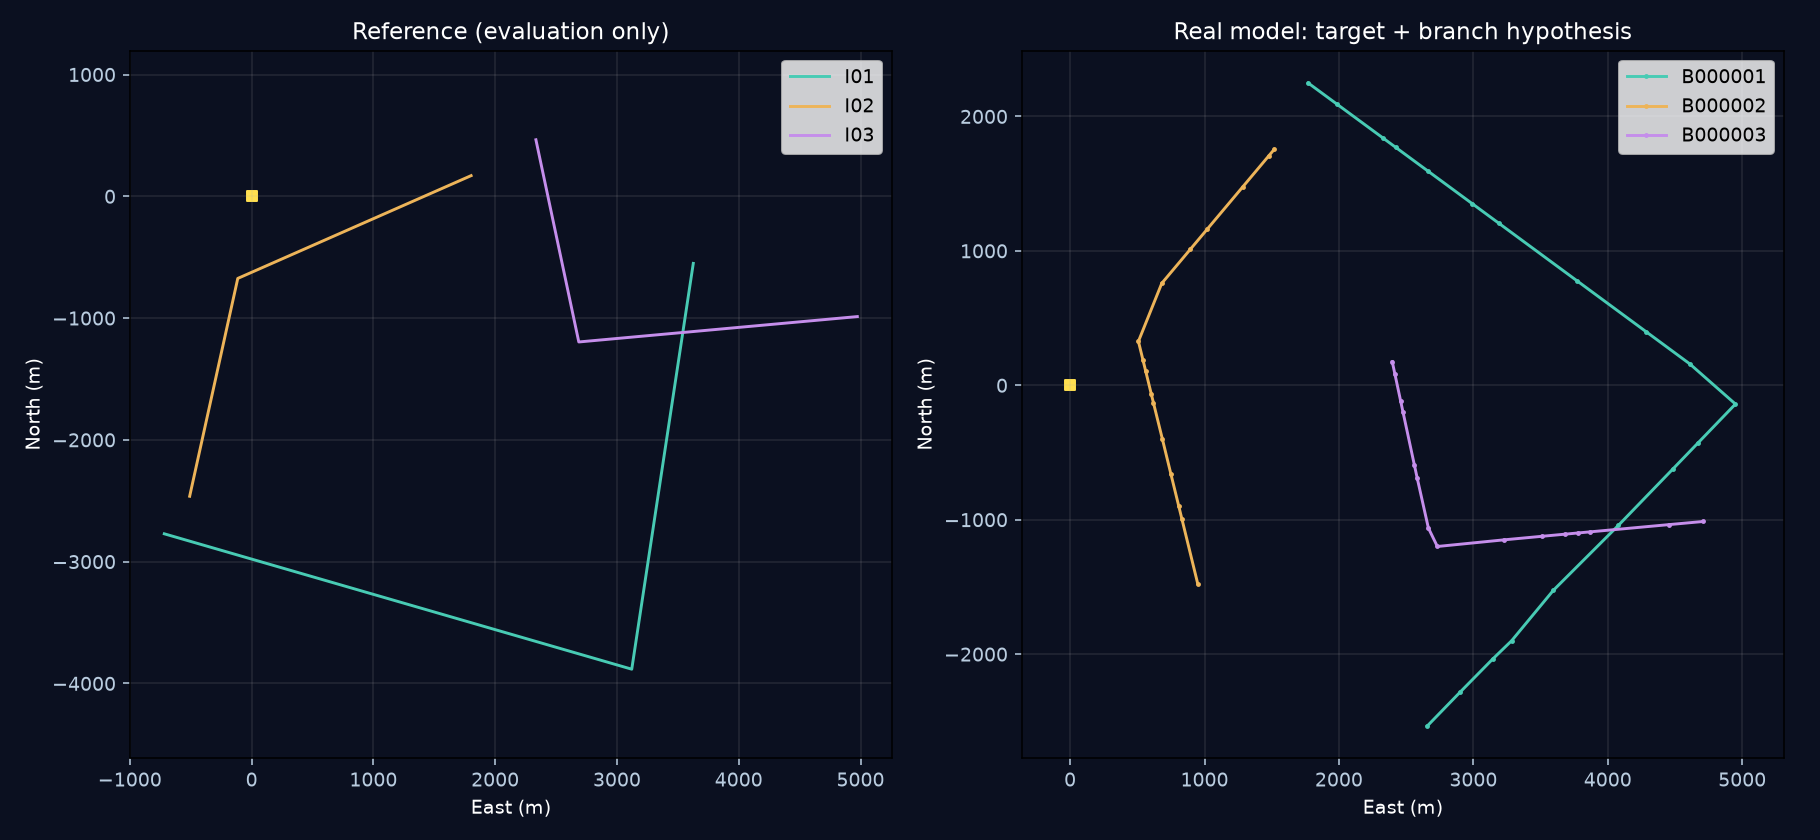 Reference (evaluation only)
I01
I02
I03
1000
0
−1000
−2000
−3000
−4000
North (m)
−1000
0
1000
2000
3000
4000
5000
East (m)
Real model: target + branch hypothesis
B000001
B000002
B000003
2000
1000
0
−1000
−2000
North (m)
0
1000
2000
3000
4000
5000
East (m)